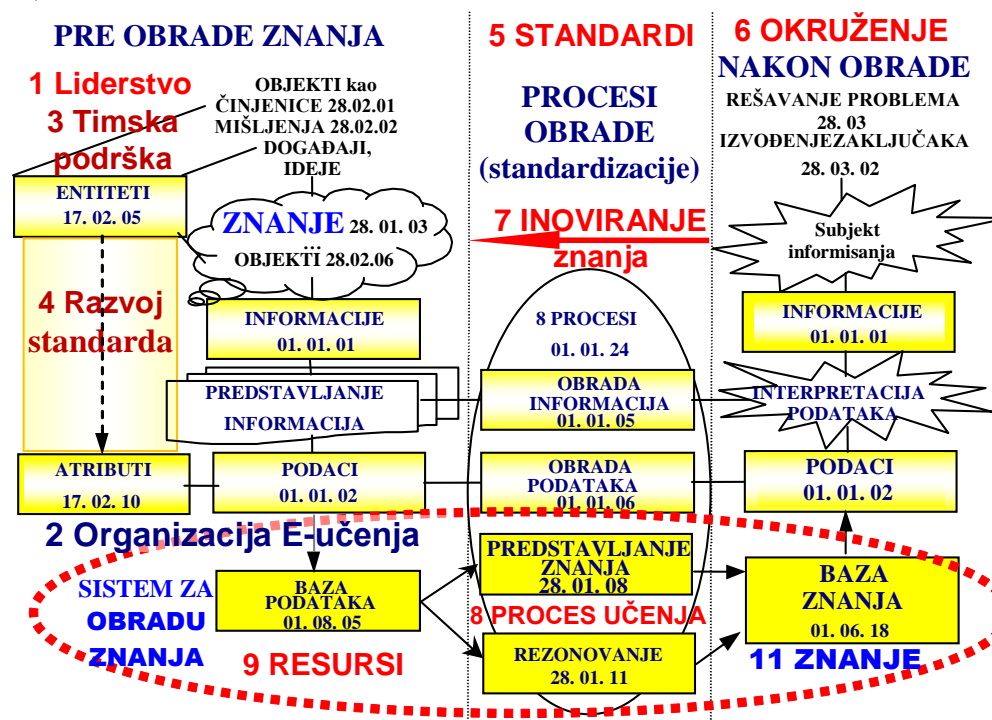 PRE OBRADE ZNANJA
1 Liderstvo
3 Timska
podrška
OBJEKTI kao
ČINJENICE 28.02.01
MIŠLJENJA 28.02.02
DOGAĐAJI,
IDEJE
ENTITETI
17. 02. 05
ZNANJE 28. 01. 03
...
OBJEKTI 28.02.06
4 Razvoj
standarda
INFORMACIJE
01. 01. 01
PREDSTAVLJANJE
INFORMACIJA
ATRIBUTI
17. 02. 10
PODACI
01. 01. 02
5 STANDARDI
PROCESI
OBRADE
(standardizacije)
7 INOVIRANJE
znanja
8 PROCESI
01. 01. 24
OBRADA
INFORMACIJA
01. 01. 05
OBRADA
PODATAKA
01. 01. 06
6 OKRUŽENJE
NAKON OBRADE
REŠAVANJE PROBLEMA
28. 03
IZVOĐENJEZAKLJUČAKA
28. 03. 02
Subjekt
informisanja
INFORMACIJE
01. 01. 01
INTERPRETACIJA
PODATAKA
PODACI
01. 01. 02
2 Organizacija E-učenja
SISTEM ZA
OBRADU
ZNANJA
BAZA
PODATAKA
01. 08. 05
9 RESURSI
PREDSTAVLJANJE
ZNANJA
28. 01. 08
8 PROCES UČENJA
REZONOVANJE
28. 01. 11
BAZA
ZNANJA
01. 06. 18
11 ZNANJE